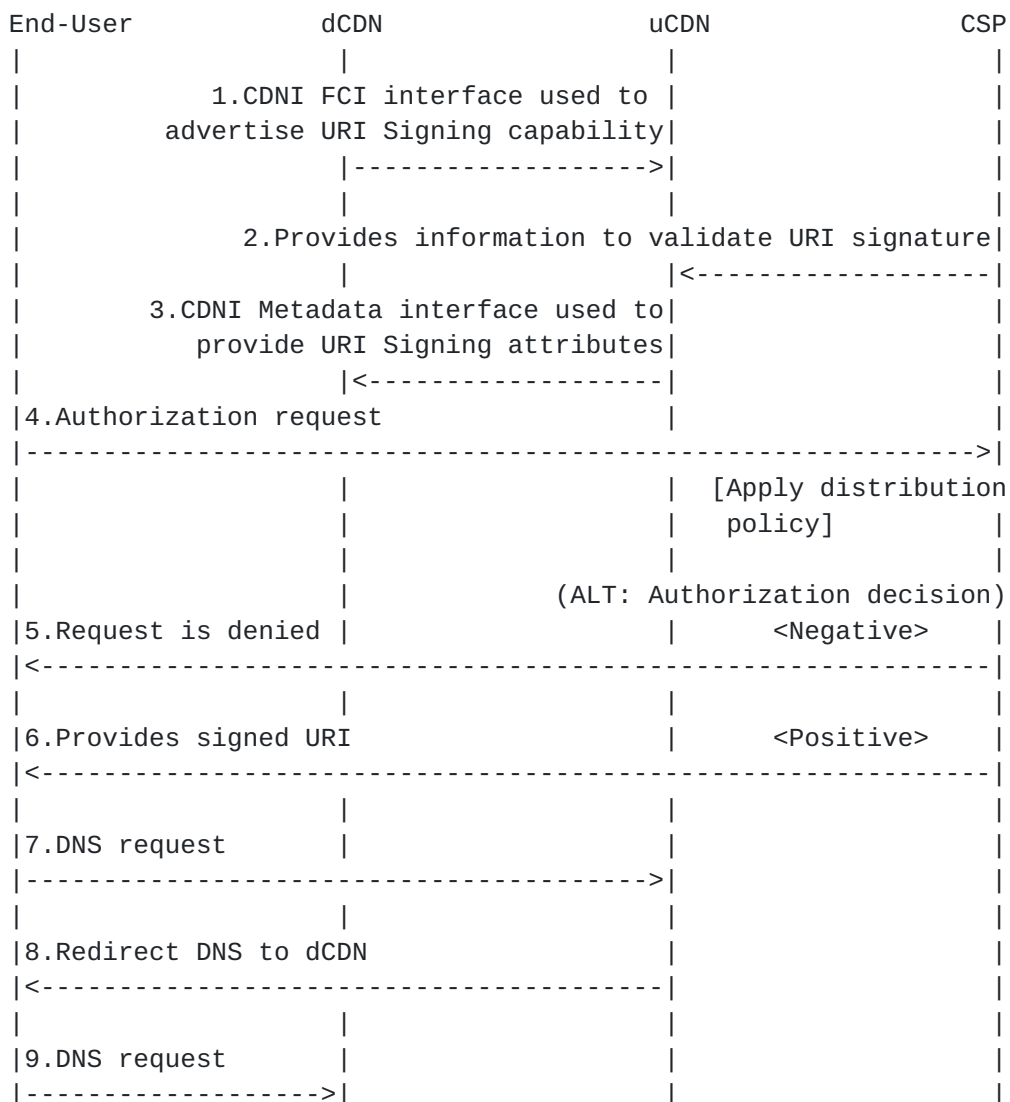 End-User dCDN uCDN CSP
1.CDNI FCI interface used to
advertise URI Signing capability
2.Provides information to validate URI signature
3.CDNI Metadata interface used to
provide URI Signing attributes
4.Authorization request
[Apply distribution
policy]
(ALT: Authorization decision)
5.Request is denied <Negative>
6.Provides signed URI <Positive>
7.DNS request
8.Redirect DNS to dCDN
9.DNS request